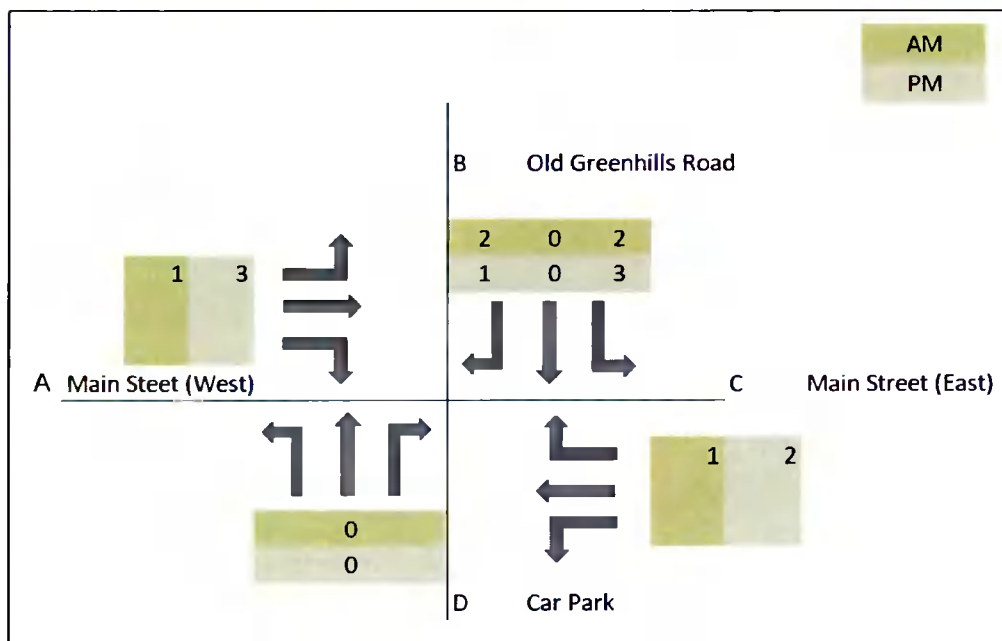 AM
PM
B Old Greenhills Road
2 0 2
1 0 3
1 3
A Main Steet (West)
C Main Street (East)
1 2
0
0
D Car Park